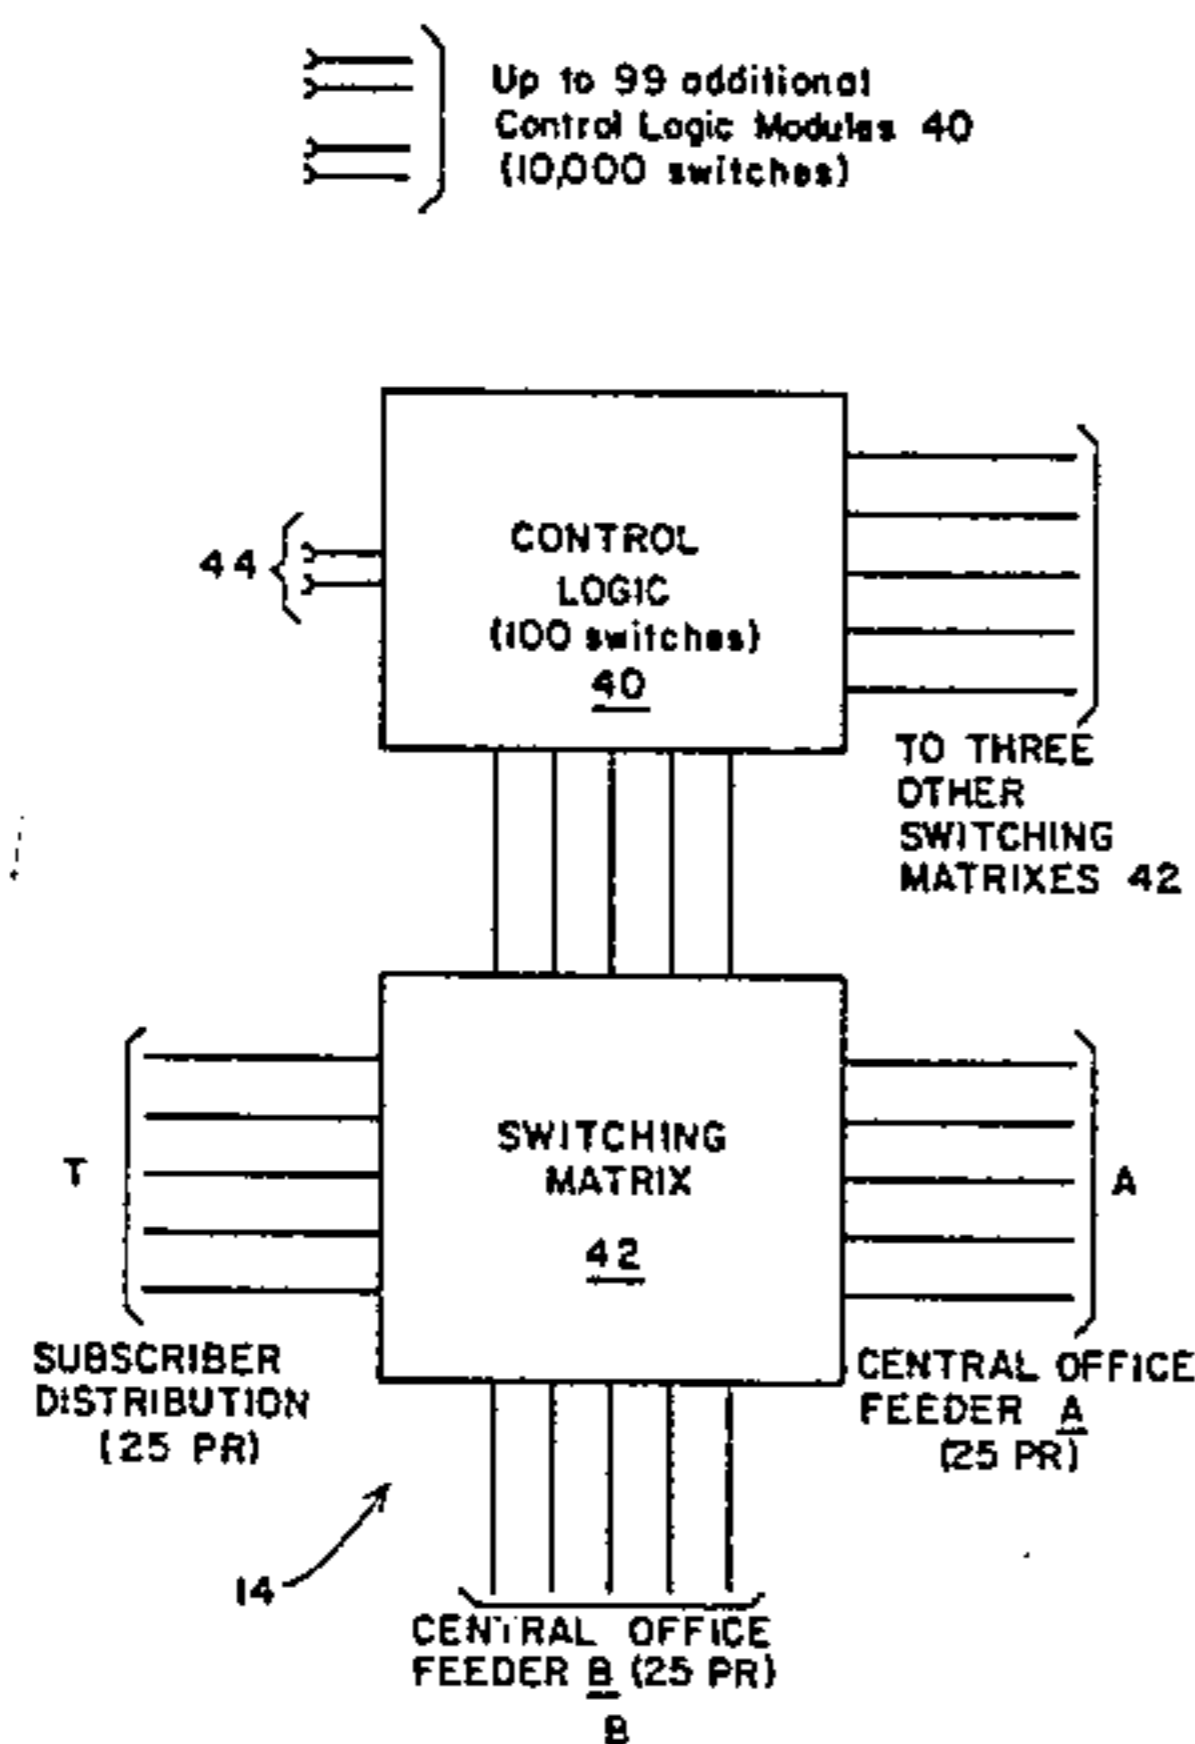 Up to 99 additional
Control Logic Modules 40
(10,000 switches)
CONTROL
LOGIC
(100 switches)
40
44
TO THREE
OTHER
SWITCHING
MATRIXES 42
SWITCHING
MATRIX
42
T
A
SUBSCRIBER
DISTRIBUTION
(25 PR)
CENTRAL OFFICE
FEEDER A
(25 PR)
14
CENTRAL OFFICE
FEEDER B (25 PR)
B